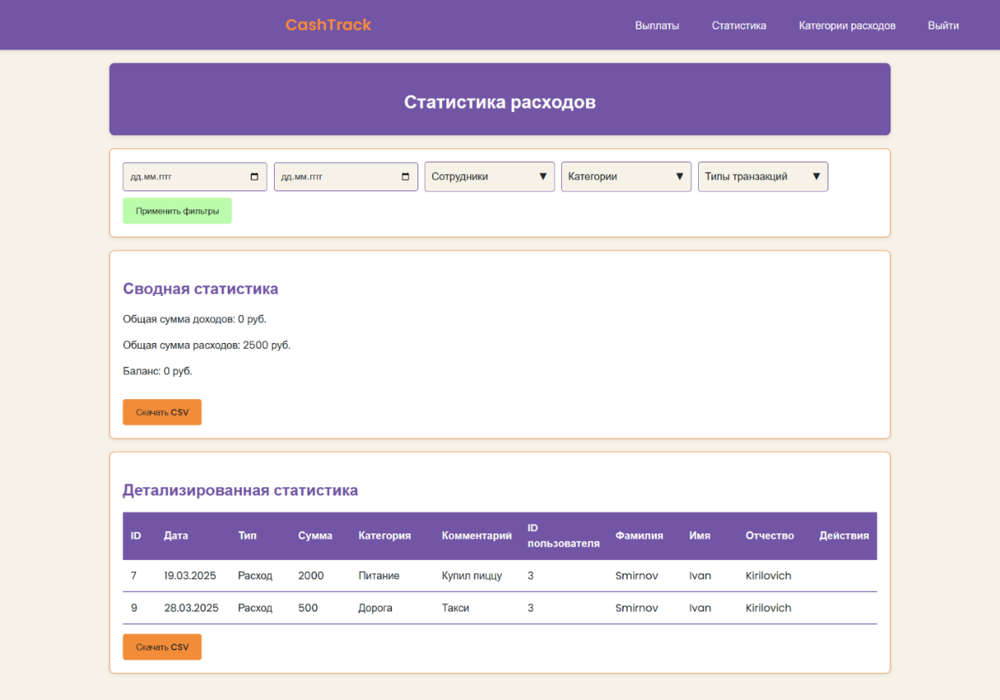 CashTrack Выплаты Статистика Категории расходов Выйти
Статистика расходов
дд.мм.гггг дд.мм.гггг Сотрудники Категории Типы транзакций
Применить фильтры
Сводная статистика
Общая сумма доходов: 0 руб.
Общая сумма расходов: 2500 руб.
Баланс: 0 руб.
Скачать CSV
Детализированная статистика
ID Дата Тип Сумма Категория Комментарий ID пользователя Фамилия Имя Отчество Действия
7 19.03.2025 Расход 2000 Питание Купил пиццу 3 Smirnov Ivan Kirilovich
9 28.03.2025 Расход 500 Дорога Такси 3 Smirnov Ivan Kirilovich
Скачать CSV